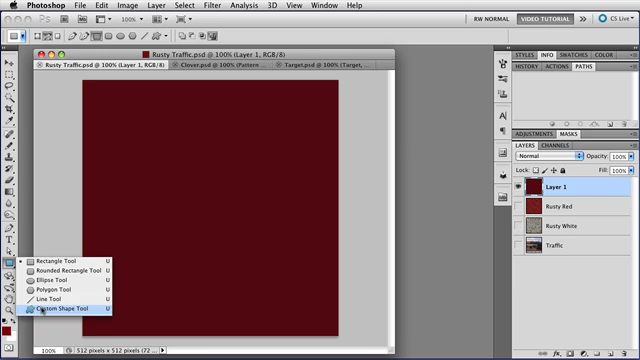 Photoshop File Edit Image Layer Select Filter Analysis 3D View Window Help
Ps 100% RW NORMAL VIDEO TUTORIAL CS Live
Rusty Traffic.psd @ 100% (Layer 1, RGB/8)
Rusty Traffic.psd @ 100% (Layer 1, RGB/8) Clover.psd @ 100% (Pattern Target.psd @ 100% (Target,
STYLES INFO SWATCHES COLOR
HISTORY ACTIONS PATHS
ADJUSTMENTS MASKS
LAYERS CHANNELS
Normal Opacity: 100%
Lock: Fill: 100%
Layer 1
Rusty Red
Rusty White
Traffic
Rectangle Tool U
Rounded Rectangle Tool U
Ellipse Tool U
Polygon Tool U
Line Tool U
Custom Shape Tool U
100% 512 pixels x 512 pixels (72 ...